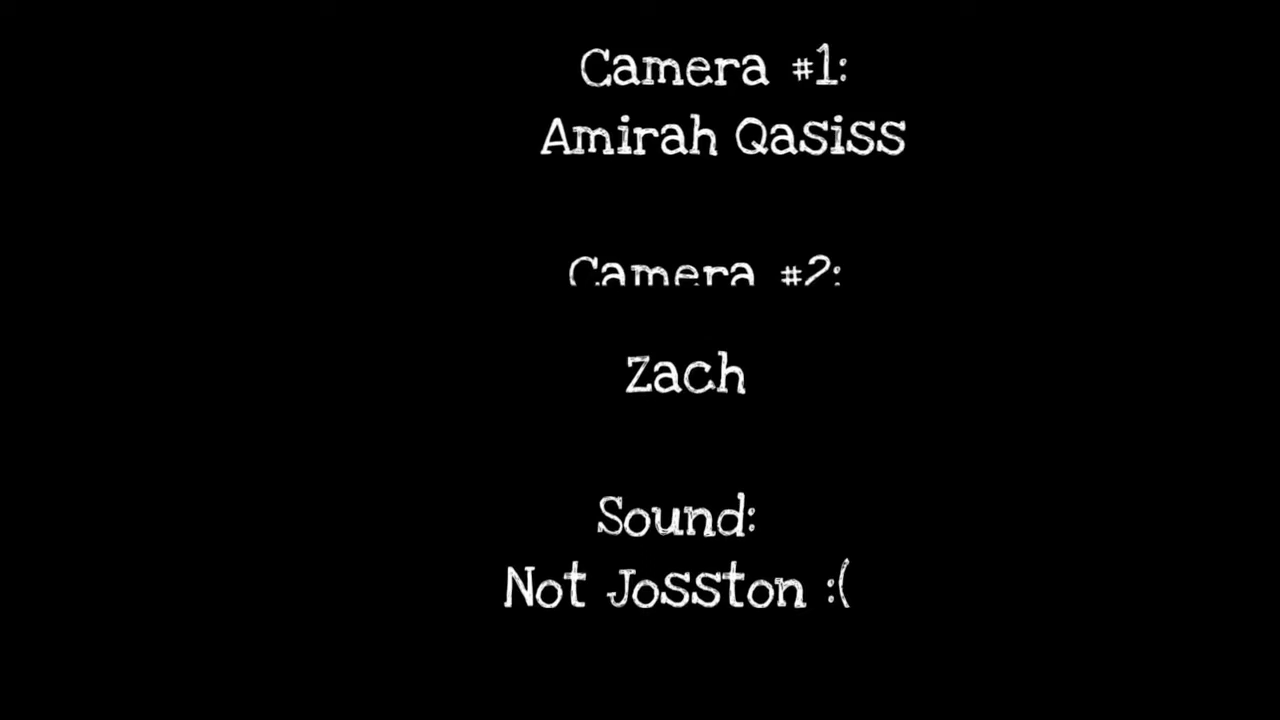 Camera #1:
Amirah Qasiss
Camera #2:
Zach
Sound:
Not Josston :(